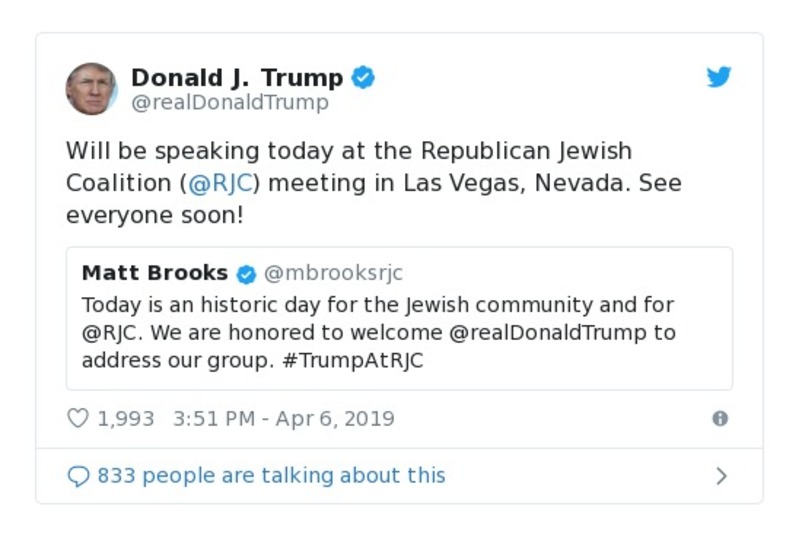 Donald J. Trump
@realDonaldTrump
Will be speaking today at the Republican Jewish
Coalition (@RJC) meeting in Las Vegas, Nevada. See
everyone soon!
Matt Brooks @mbrooksrjc
Today is an historic day for the Jewish community and for
@RJC. We are honored to welcome @realDonaldTrump to
address our group. #TrumpAtRJC
1,993 3:51 PM - Apr 6, 2019
833 people are talking about this